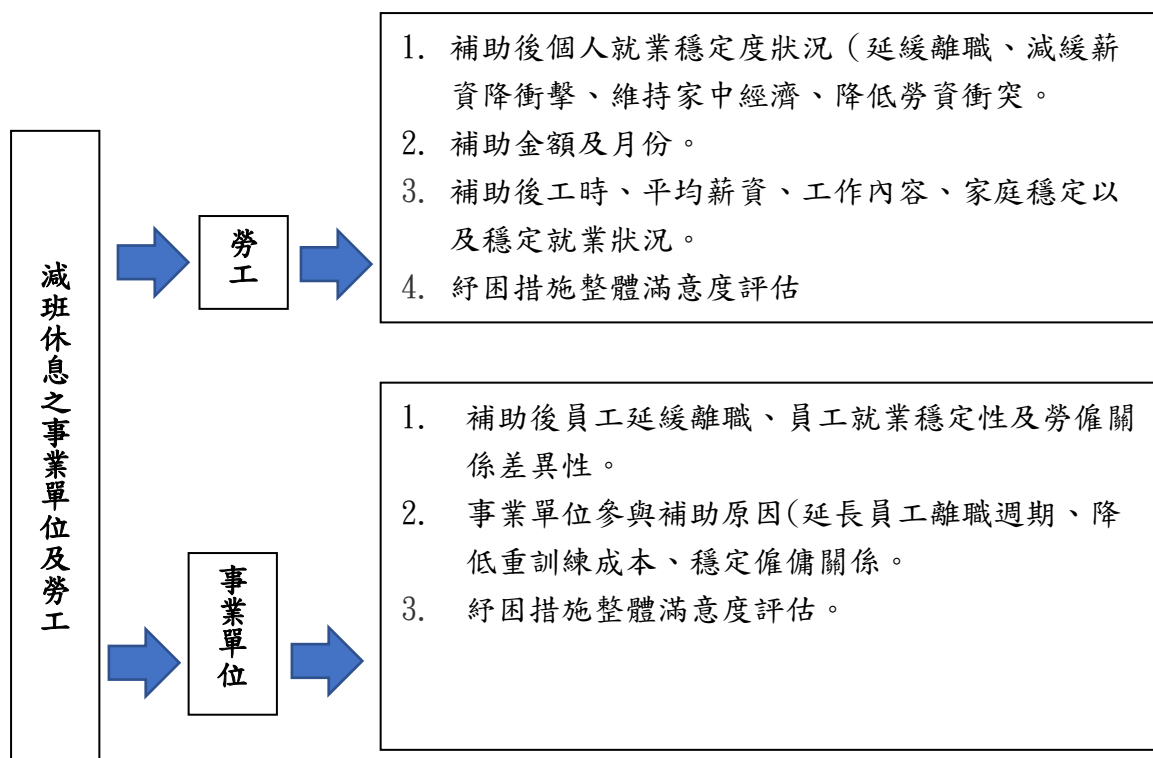 減班休息之事業單位及勞工
勞工
1. 補助後個人就業穩定度狀況（延緩離職、減緩薪
資降衝擊、維持家中經濟、降低勞資衝突。
2. 補助金額及月份。
3. 補助後工時、平均薪資、工作內容、家庭穩定以
及穩定就業狀況。
4. 紓困措施整體滿意度評估
事業單位
1. 補助後員工延緩離職、員工就業穩定性及勞僱關
係差異性。
2. 事業單位參與補助原因(延長員工離職週期、降
低重訓練成本、穩定僱傭關係。
3. 紓困措施整體滿意度評估。